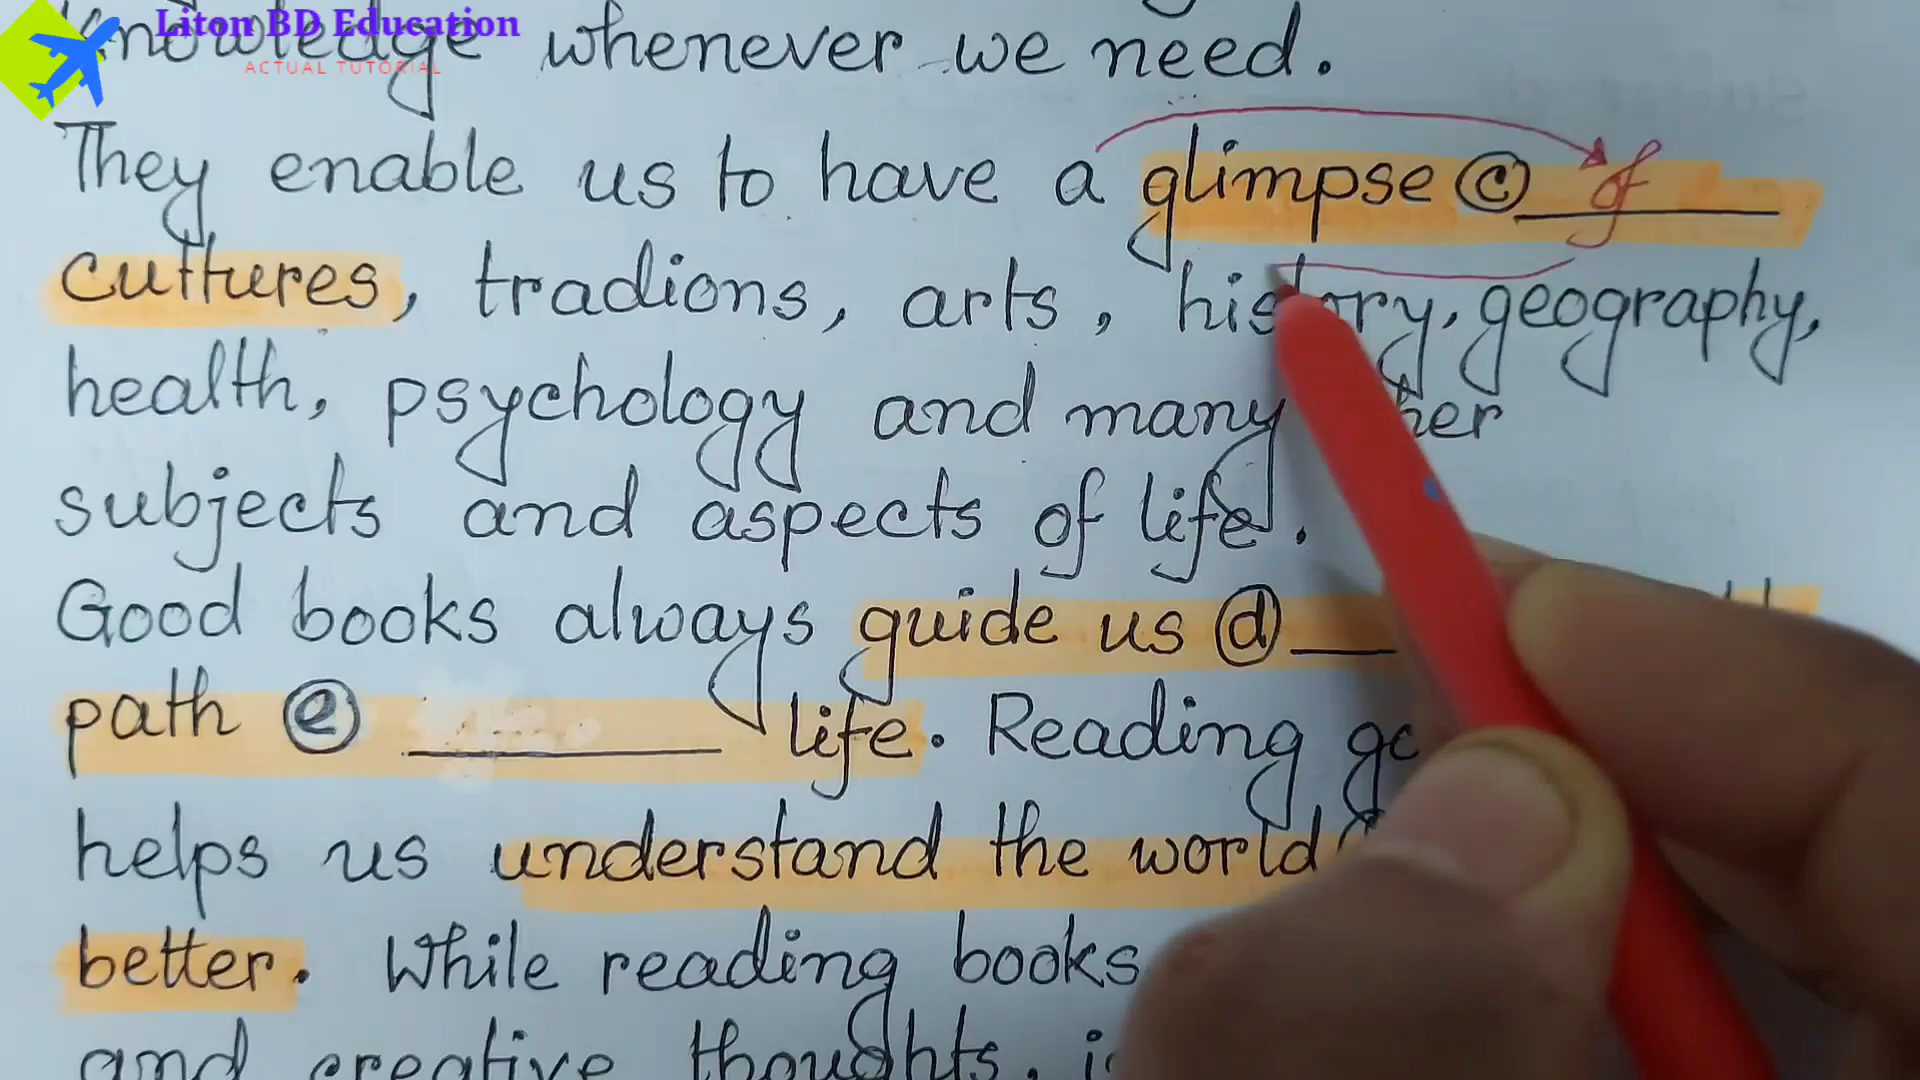 Liton BD Education
ACTUAL TUTORIAL
Knowledge whenever we need.
They enable us to have a glimpse ⓒ of
cultures, tradions, arts, history, geography,
health, psychology and many
subjects and aspects of life.
Good books always guide us ⓓ
path ⓔ life. Reading
helps us understand the world
better. While reading books
and creative thoughts,